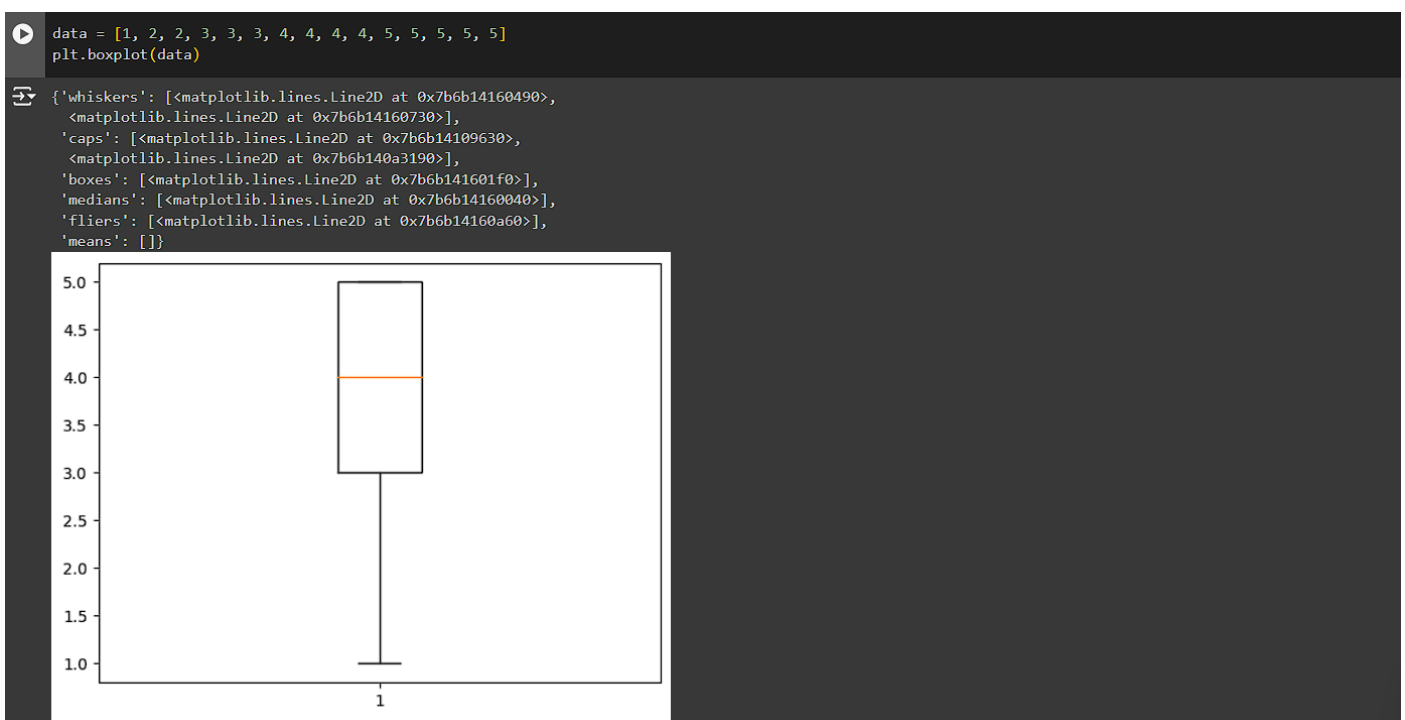 data = [1, 2, 2, 3, 3, 3, 4, 4, 4, 4, 5, 5, 5, 5, 5]
plt.boxplot(data)
{'whiskers': [<matplotlib.lines.Line2D at 0x7b6b14160490>,
<matplotlib.lines.Line2D at 0x7b6b14160730>],
'caps': [<matplotlib.lines.Line2D at 0x7b6b14109630>,
<matplotlib.lines.Line2D at 0x7b6b140a3190>],
'boxes': [<matplotlib.lines.Line2D at 0x7b6b141601f0>],
'medians': [<matplotlib.lines.Line2D at 0x7b6b14160040>],
'fliers': [<matplotlib.lines.Line2D at 0x7b6b14160a60>],
'means': []}
5.0
4.5
4.0
3.5
3.0
2.5
2.0
1.5
1.0
1